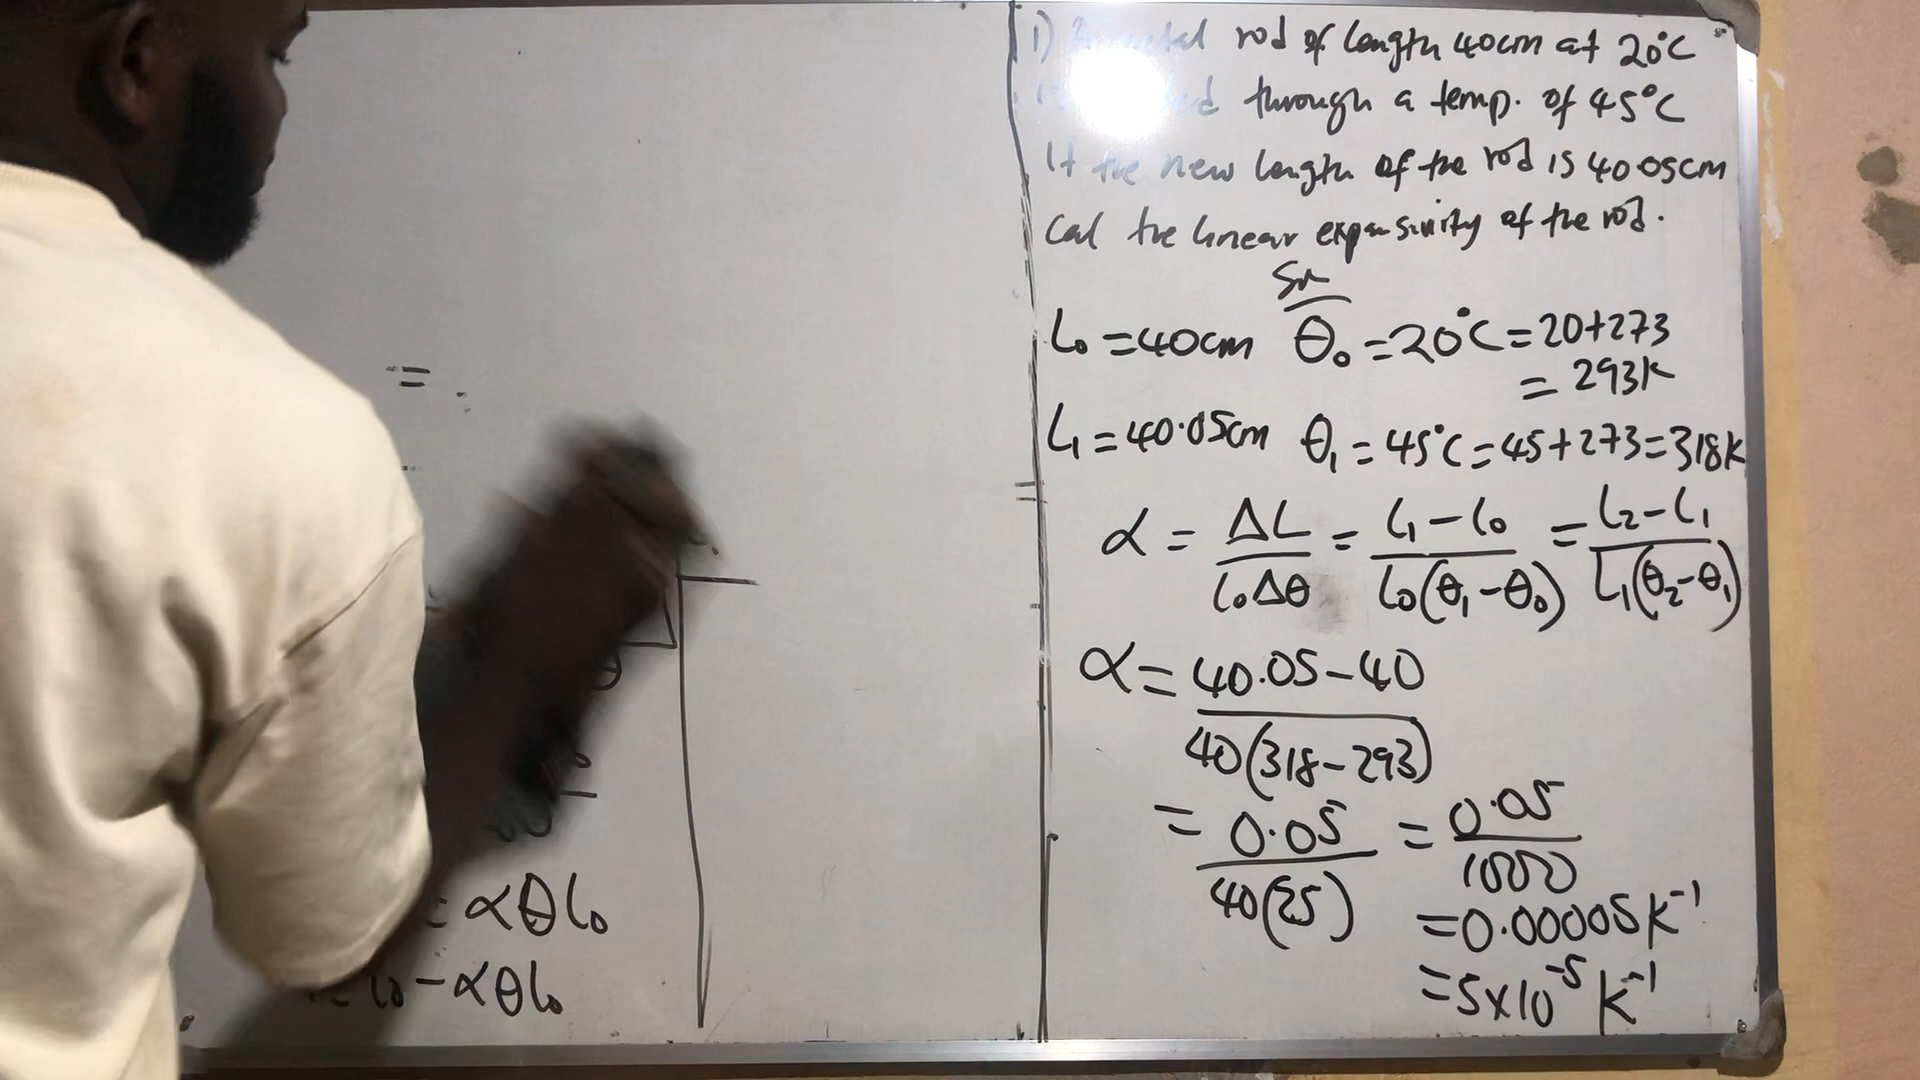 =
θ
= αθl₀
l₀ - αθl₀
1) A metal rod of length 40cm at 20°C
through a temp. of 45°C
If the new length of the rod is 40.05cm
Cal the linear expansivity of the rod.
Sn
L₀ = 40cm θ₀ = 20°C = 20+273
= 293K
L₁ = 40.05cm θ₁ = 45°C = 45+273 = 318K
α = ΔL/L₀Δθ = L₁-L₀/L₀(θ₁-θ₀) = L₂-L₁/L₁(θ₂-θ₁)
α = 40.05-40/40(318-293)
= 0.05/40(25) = 0.05/1000
= 0.00005K⁻¹
= 5x10⁻⁵ K⁻¹